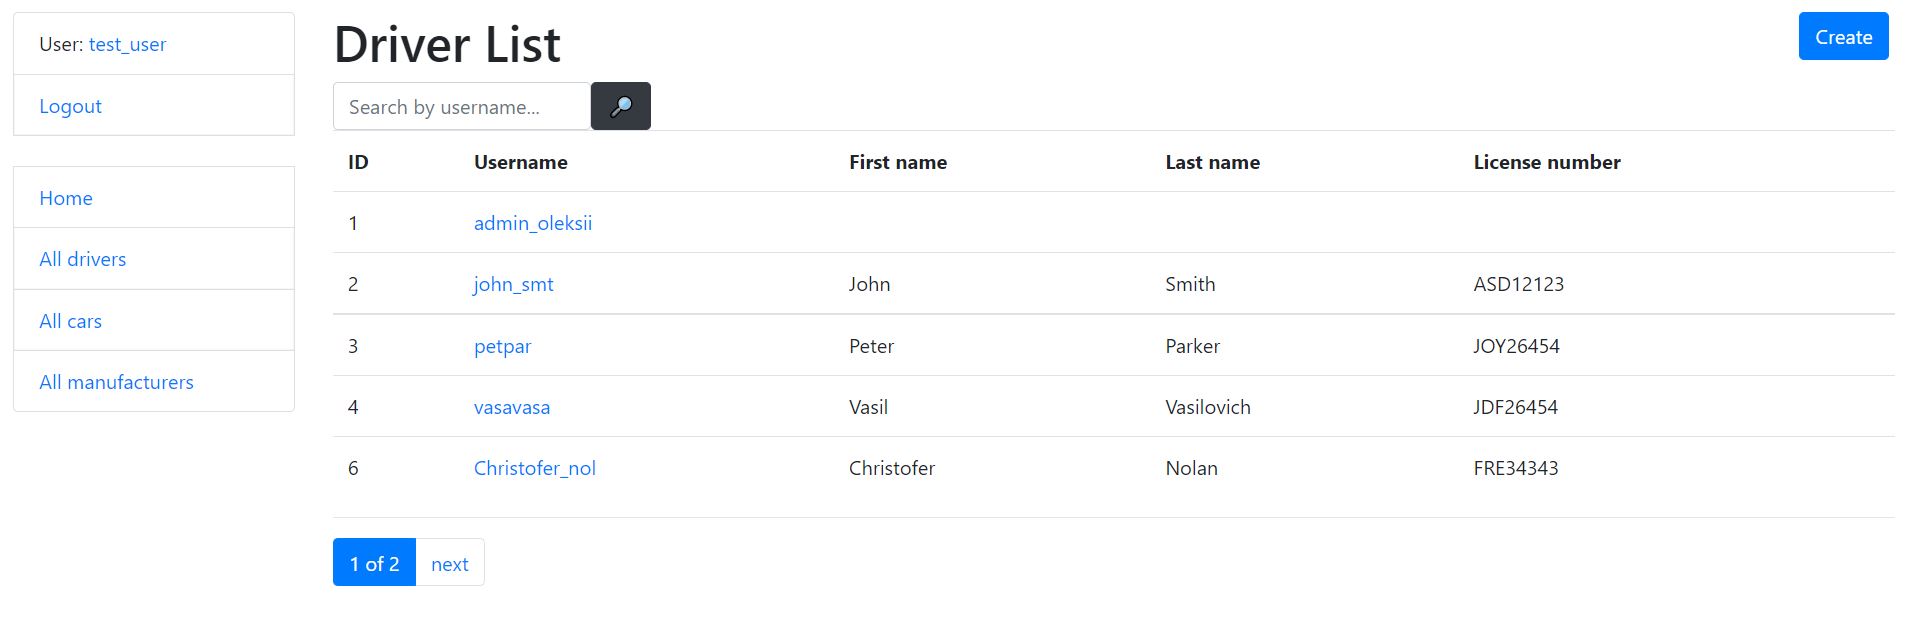 User: test_user
Logout
Home
All drivers
All cars
All manufacturers
Driver List
Create
Search by username...
ID Username First name Last name License number
1 admin_oleksii
2 john_smt John Smith ASD12123
3 petpar Peter Parker JOY26454
4 vasavasa Vasil Vasilovich JDF26454
6 Christofer_nol Christofer Nolan FRE34343
1 of 2 next